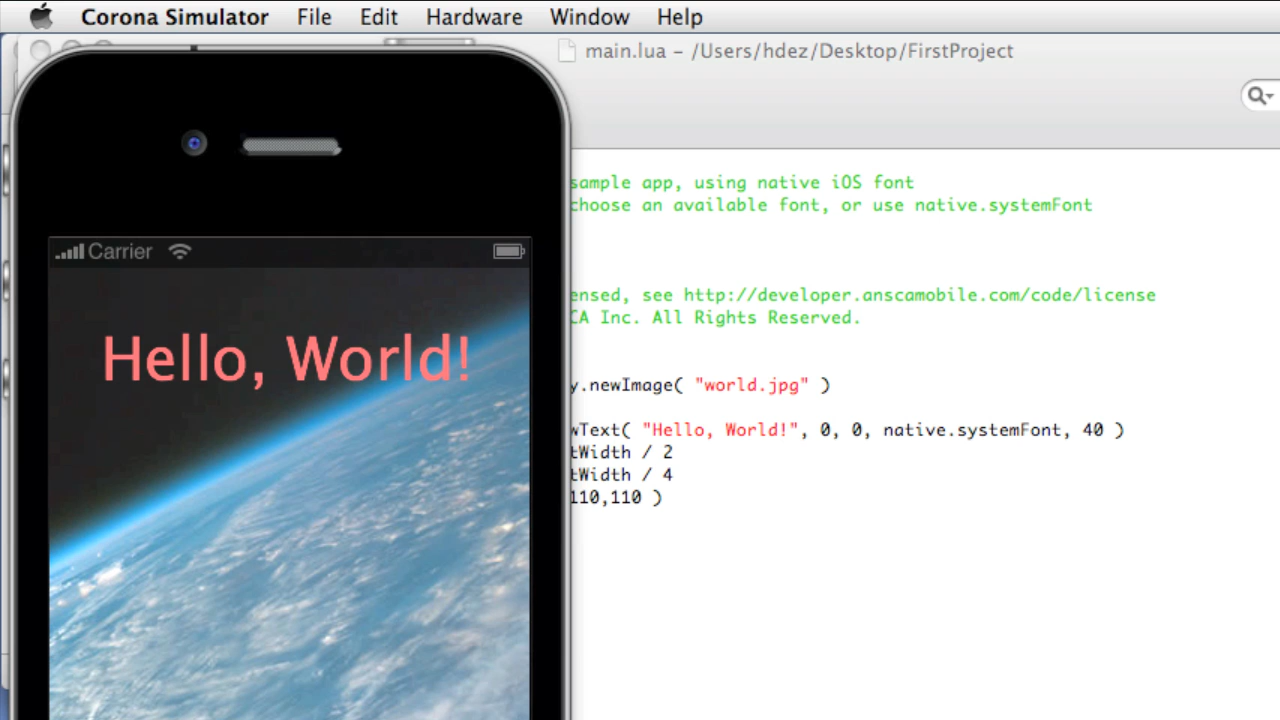 Corona Simulator File Edit Hardware Window Help
main.lua – /Users/hdez/Desktop/FirstProject
Carrier
Hello, World!
sample app, using native iOS font
choose an available font, or use native.systemFont
ensed, see http://developer.anscamobile.com/code/license
CA Inc. All Rights Reserved.
y.newImage( "world.jpg" )
wText( "Hello, World!", 0, 0, native.systemFont, 40 )
tWidth / 2
tWidth / 4
110,110 )